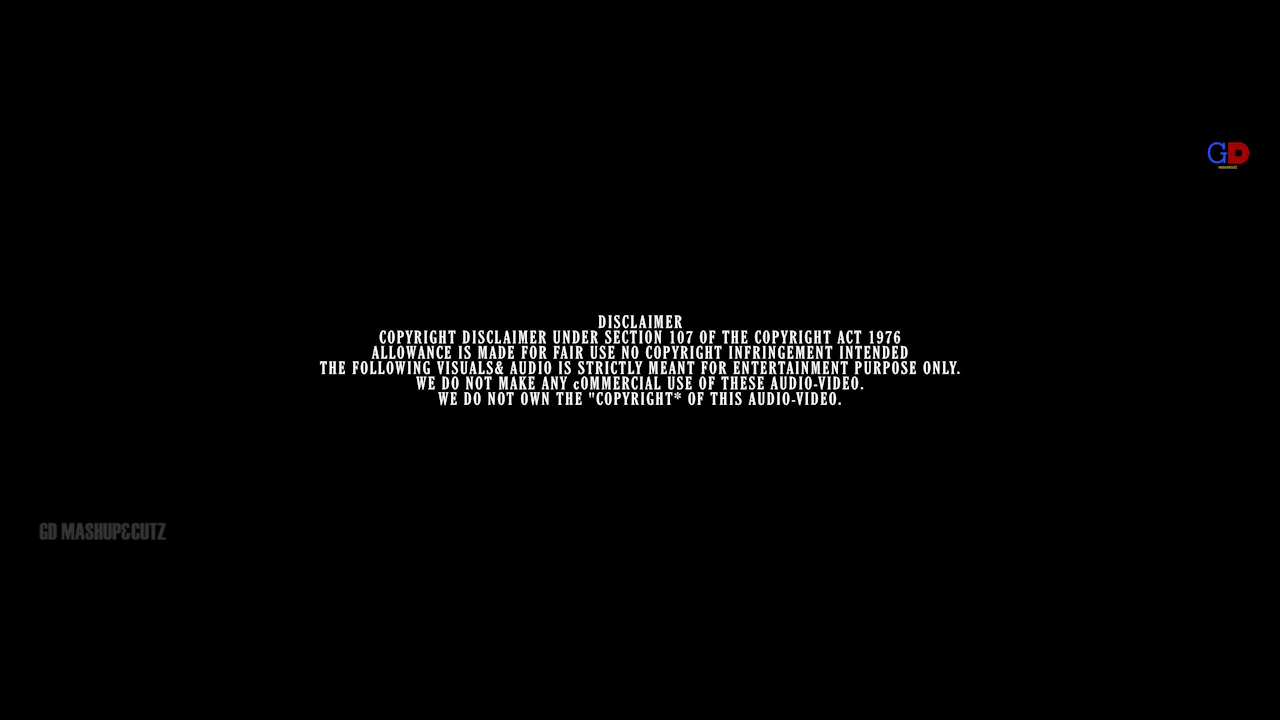 GD
DISCLAIMER
COPYRIGHT DISCLAIMER UNDER SECTION 107 OF THE COPYRIGHT ACT 1976
ALLOWANCE IS MADE FOR FAIR USE NO COPYRIGHT INFRINGEMENT INTENDED
THE FOLLOWING VISUALS& AUDIO IS STRICTLY MEANT FOR ENTERTAINMENT PURPOSE ONLY.
WE DO NOT MAKE ANY cOMMERCIAL USE OF THESE AUDIO-VIDEO.
WE DO NOT OWN THE "COPYRIGHT* OF THIS AUDIO-VIDEO.
GD MASHUP&CUTZ